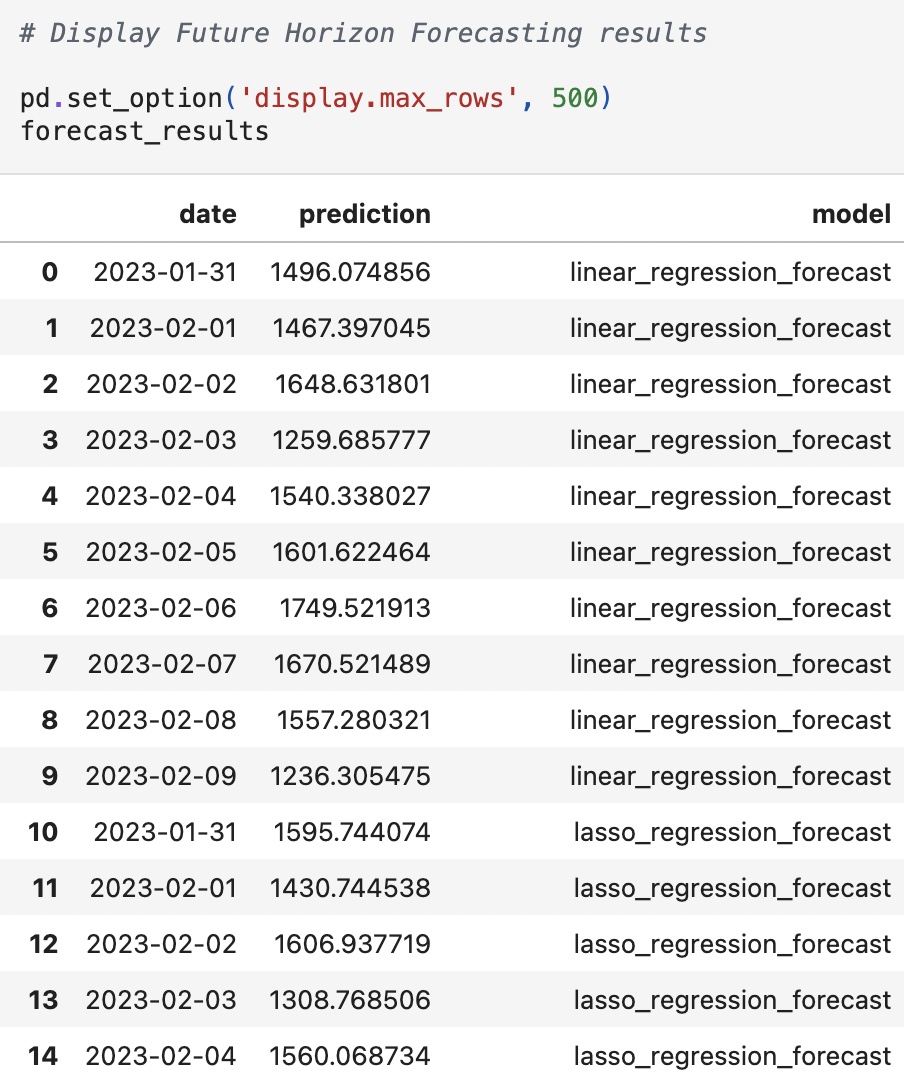 # Display Future Horizon Forecasting results
pd.set_option('display.max_rows', 500)
forecast_results
date prediction model
0 2023-01-31 1496.074856 linear_regression_forecast
1 2023-02-01 1467.397045 linear_regression_forecast
2 2023-02-02 1648.631801 linear_regression_forecast
3 2023-02-03 1259.685777 linear_regression_forecast
4 2023-02-04 1540.338027 linear_regression_forecast
5 2023-02-05 1601.622464 linear_regression_forecast
6 2023-02-06 1749.521913 linear_regression_forecast
7 2023-02-07 1670.521489 linear_regression_forecast
8 2023-02-08 1557.280321 linear_regression_forecast
9 2023-02-09 1236.305475 linear_regression_forecast
10 2023-01-31 1595.744074 lasso_regression_forecast
11 2023-02-01 1430.744538 lasso_regression_forecast
12 2023-02-02 1606.937719 lasso_regression_forecast
13 2023-02-03 1308.768506 lasso_regression_forecast
14 2023-02-04 1560.068734 lasso_regression_forecast